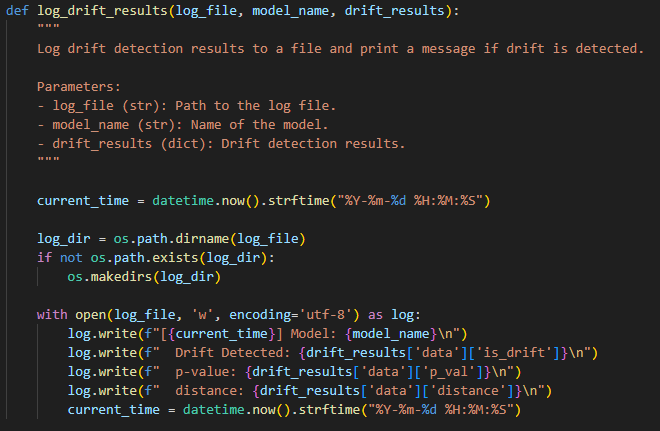 def log_drift_results(log_file, model_name, drift_results):
    """
    Log drift detection results to a file and print a message if drift is detected.

    Parameters:
    - log_file (str): Path to the log file.
    - model_name (str): Name of the model.
    - drift_results (dict): Drift detection results.
    """

    current_time = datetime.now().strftime("%Y-%m-%d %H:%M:%S")

    log_dir = os.path.dirname(log_file)
    if not os.path.exists(log_dir):
        os.makedirs(log_dir)

    with open(log_file, 'w', encoding='utf-8') as log:
        log.write(f"[{current_time}] Model: {model_name}\n")
        log.write(f"  Drift Detected: {drift_results['data']['is_drift']}\n")
        log.write(f"  p-value: {drift_results['data']['p_val']}\n")
        log.write(f"  distance: {drift_results['data']['distance']}\n")
        current_time = datetime.now().strftime("%Y-%m-%d %H:%M:%S")